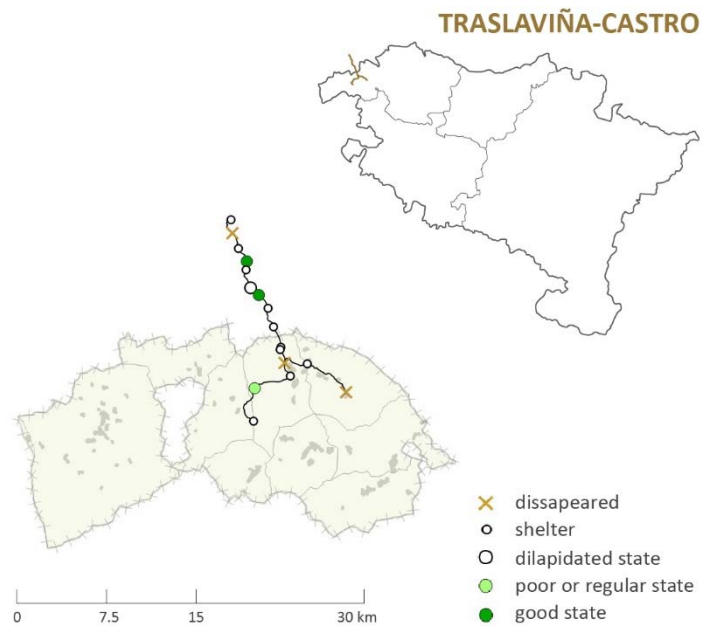 TRASLAVIÑA-CASTRO
dissapeared
shelter
dilapidated state
poor or regular state
good state
0 7.5 15 30 km